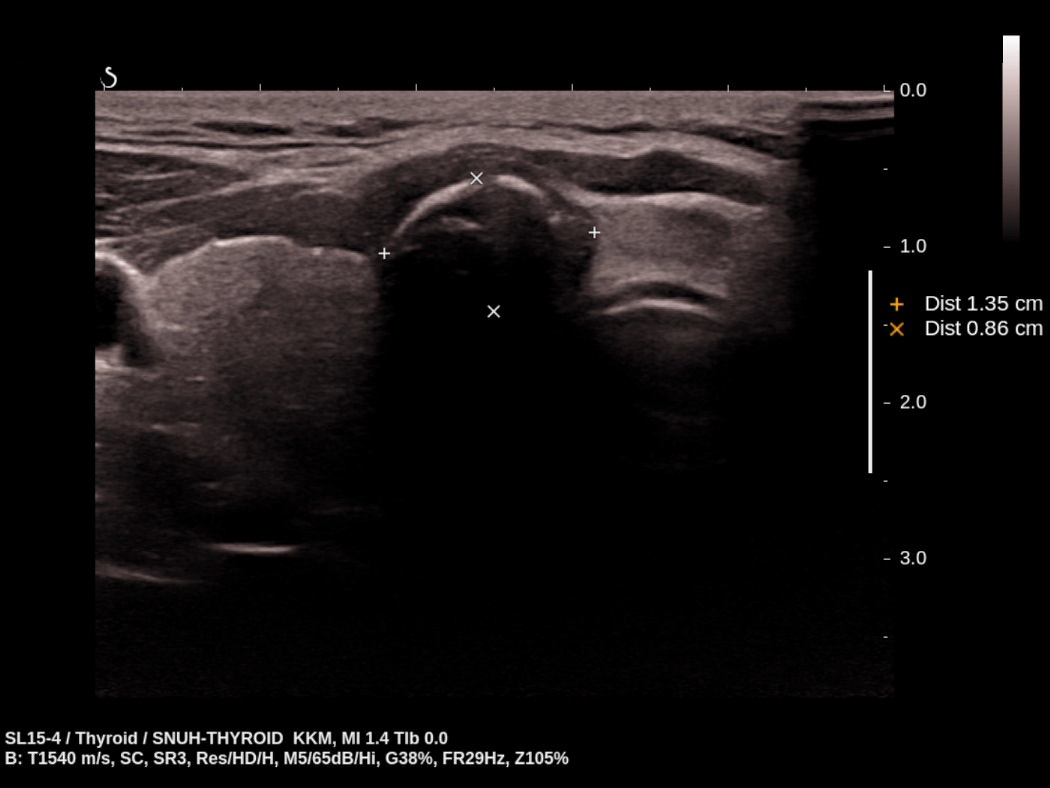 S
0.0
1.0
+ Dist 1.35 cm
× Dist 0.86 cm
2.0
3.0
SL15-4 / Thyroid / SNUH-THYROID KKM, MI 1.4 TIb 0.0
B: T1540 m/s, SC, SR3, Res/HD/H, M5/65dB/Hi, G38%, FR29Hz, Z105%